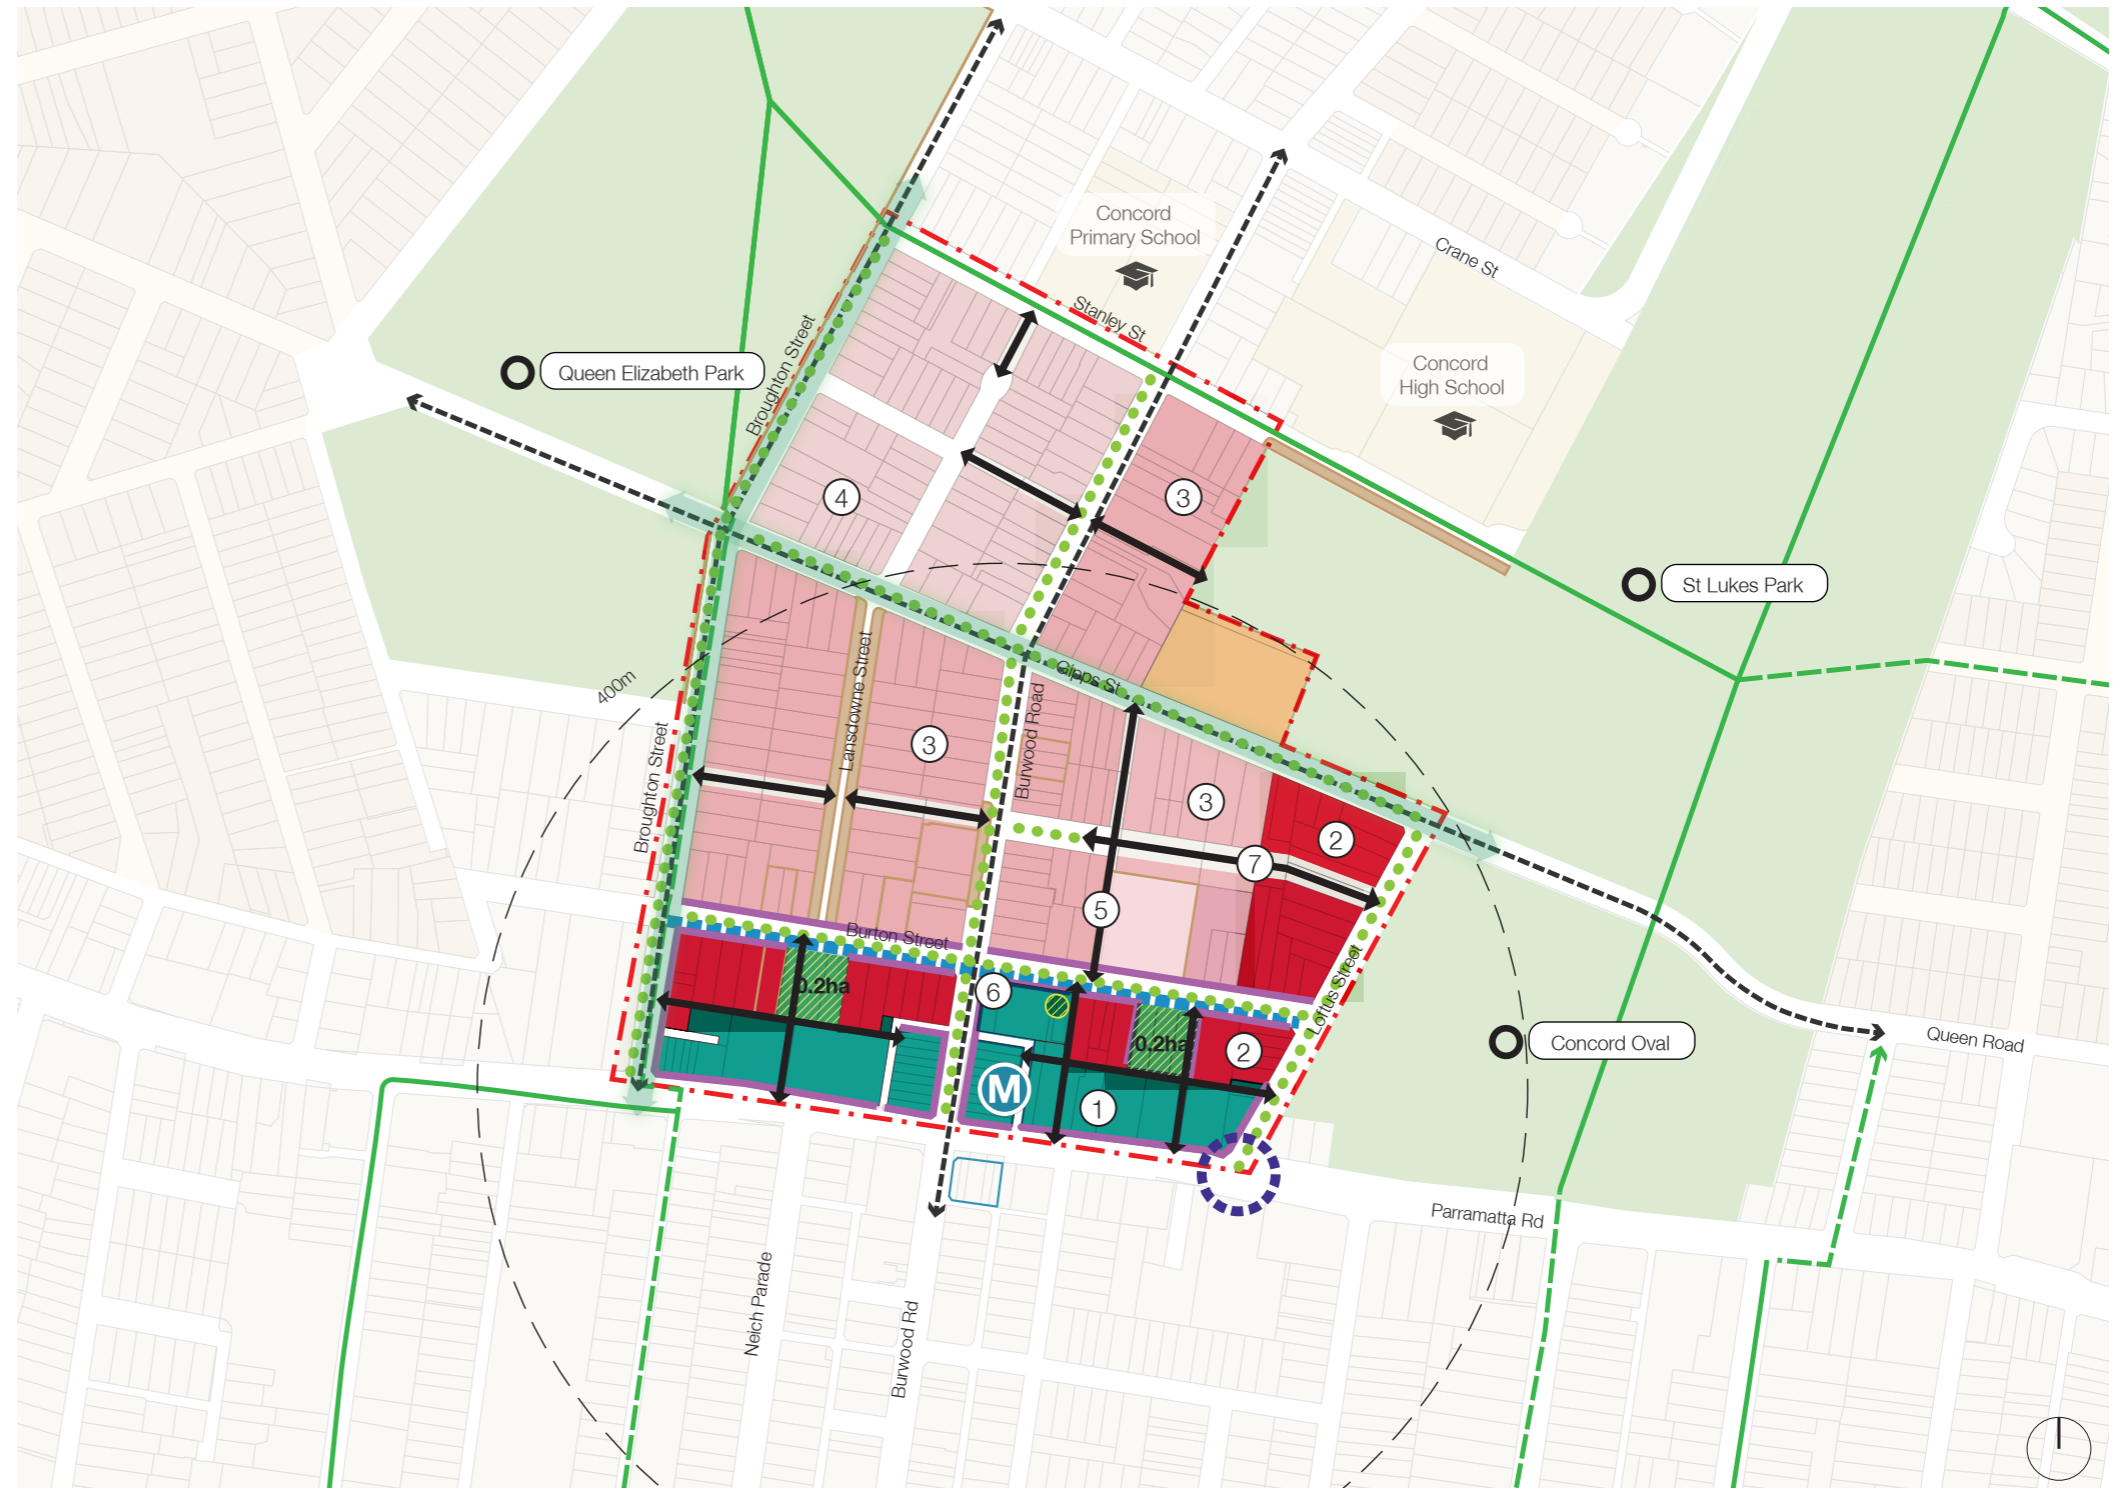 Concord
Primary School
Crane St
Stanley St
Concord
High School
Broughton Street
Queen Elizabeth Park
4
3
St Lukes Park
400m
Gipps St
Lansdowne Street
Burwood Road
3
3
Broughton Street
2
7
5
Burton Street
0.2ha
6
Loftus Street
0.2ha
2
Concord Oval
Queen Road
M
1
Parramatta Rd
Neich Parade
Burwood Rd